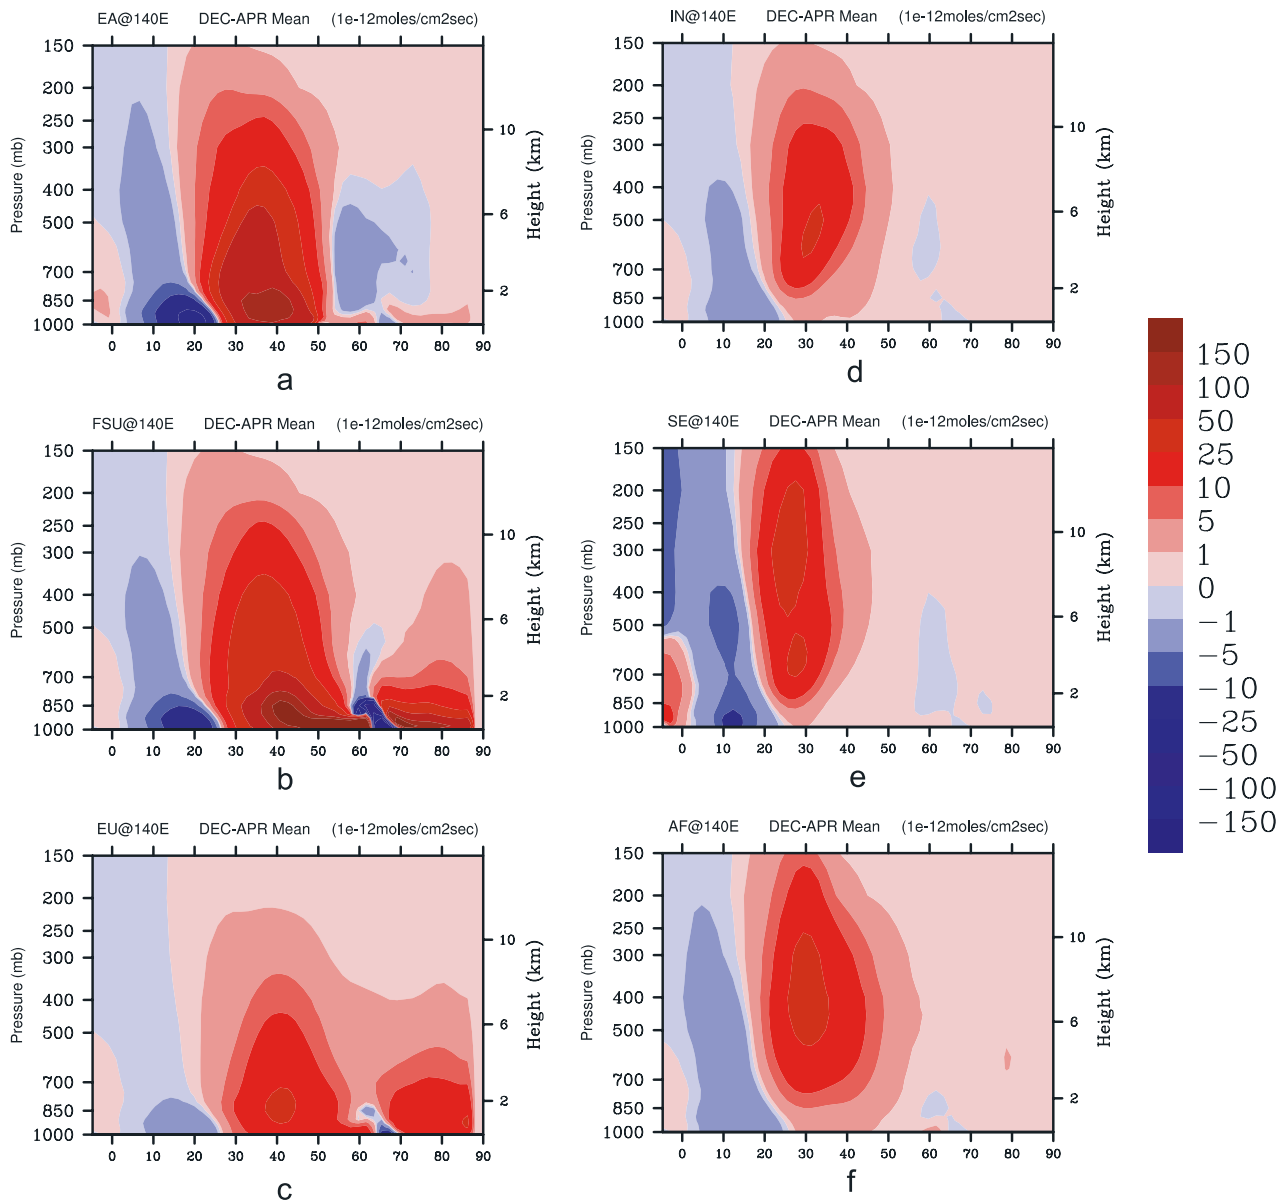 EA@140E DEC-APR Mean (1e-12moles/cm2sec)
150
200
250
300
400
500
700
850
1000
Pressure (mb)
10
6
2
Height (km)
0 10 20 30 40 50 60 70 80 90
a
IN@140E DEC-APR Mean (1e-12moles/cm2sec)
150
200
250
300
400
500
700
850
1000
Pressure (mb)
10
6
2
Height (km)
0 10 20 30 40 50 60 70 80 90
d
FSU@140E DEC-APR Mean (1e-12moles/cm2sec)
150
200
250
300
400
500
700
850
1000
Pressure (mb)
10
6
2
Height (km)
0 10 20 30 40 50 60 70 80 90
b
SE@140E DEC-APR Mean (1e-12moles/cm2sec)
150
200
250
300
400
500
700
850
1000
Pressure (mb)
10
6
2
Height (km)
0 10 20 30 40 50 60 70 80 90
e
EU@140E DEC-APR Mean (1e-12moles/cm2sec)
150
200
250
300
400
500
700
850
1000
Pressure (mb)
10
6
2
Height (km)
0 10 20 30 40 50 60 70 80 90
c
AF@140E DEC-APR Mean (1e-12moles/cm2sec)
150
200
250
300
400
500
700
850
1000
Pressure (mb)
10
6
2
Height (km)
0 10 20 30 40 50 60 70 80 90
f
150
100
50
25
10
5
1
0
−1
−5
−10
−25
−50
−100
−150